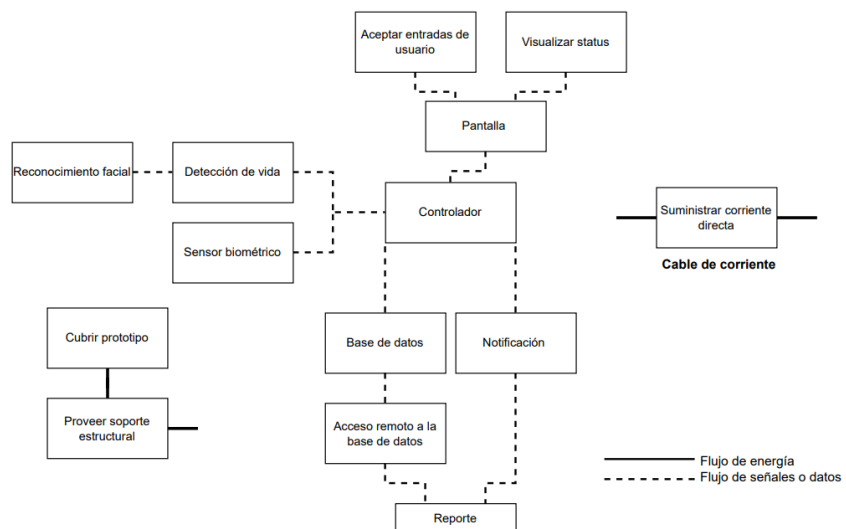 Aceptar entradas de
usuario
Visualizar status
Pantalla
Reconocimiento facial
Detección de vida
Controlador
Suministrar corriente
directa
Sensor biométrico
Cable de corriente
Cubrir prototipo
Base de datos
Notificación
Proveer soporte
estructural
Acceso remoto a la
base de datos
Flujo de energía
Flujo de señales o datos
Reporte